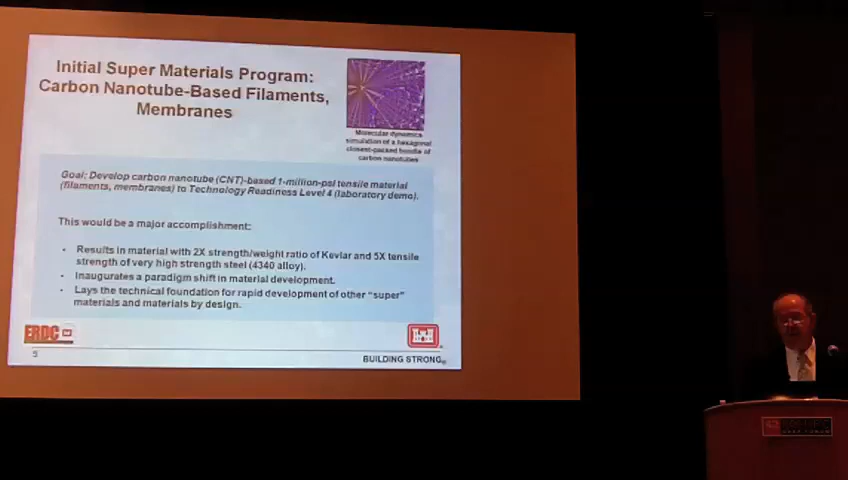 Initial Super Materials Program:
Carbon Nanotube-Based Filaments,
Membranes
Molecular dynamics
simulation of a hexagonal
closest-packed bundle of
carbon nanotubes
Goal: Develop carbon nanotube (CNT)-based 1-million-psi tensile material
(filaments, membranes) to Technology Readiness Level 4 (laboratory demo).
This would be a major accomplishment:
• Results in material with 2X strength/weight ratio of Kevlar and 5X tensile
strength of very high strength steel (4340 alloy).
• Inaugurates a paradigm shift in material development.
• Lays the technical foundation for rapid development of other "super"
materials and materials by design.
ERDC
5
BUILDING STRONG®